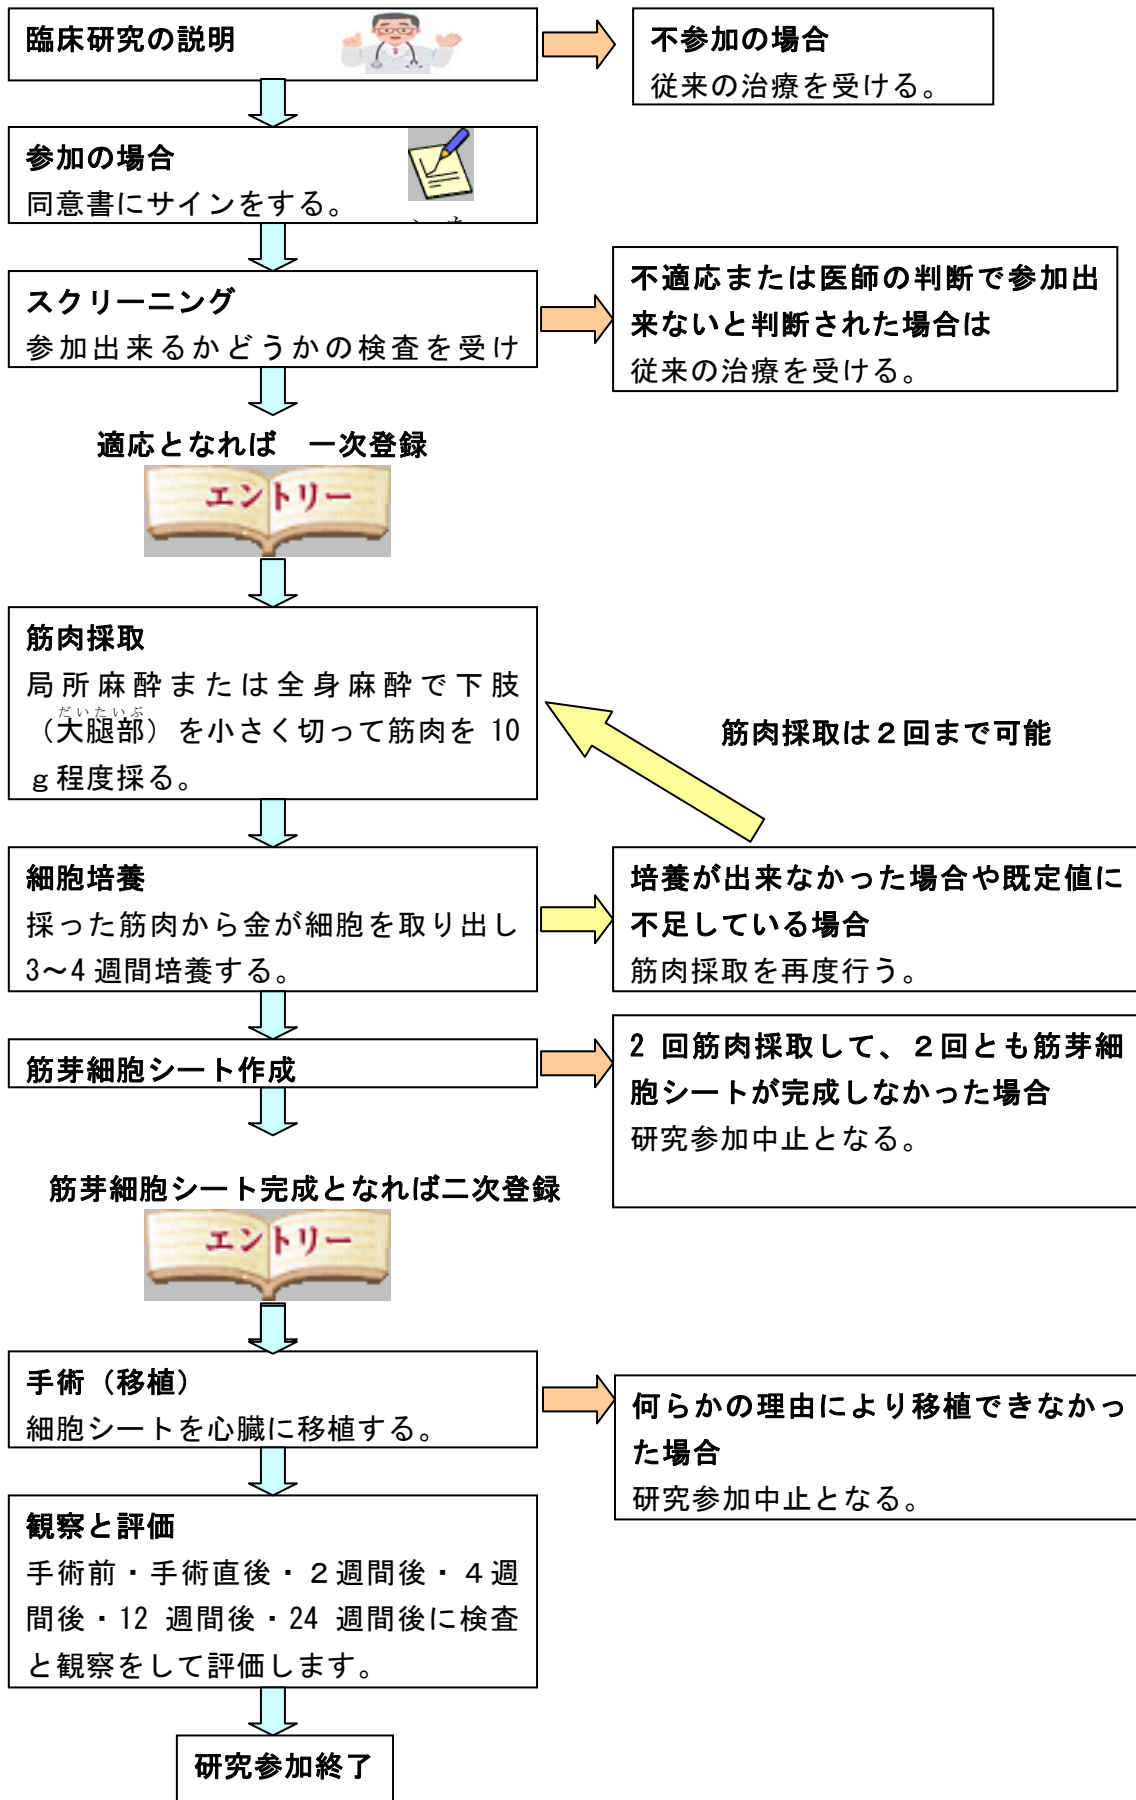 臨床研究の説明
不参加の場合
従来の治療を受ける。
参加の場合
同意書にサインをする。
スクリーニング
参加出来るかどうかの検査を受け
不適応または医師の判断で参加出
来ないと判断された場合は
従来の治療を受ける。
適応となれば　一次登録
エントリー
筋肉採取
局所麻酔または全身麻酔で下肢
だいたいぶ
（大腿部）を小さく切って筋肉を 10
ｇ程度採る。
筋肉採取は２回まで可能
細胞培養
採った筋肉から金が細胞を取り出し
3～4 週間培養する。
培養が出来なかった場合や既定値に
不足している場合
筋肉採取を再度行う。
筋芽細胞シート作成
2 回筋肉採取して、２回とも筋芽細
胞シートが完成しなかった場合
研究参加中止となる。
筋芽細胞シート完成となれば二次登録
エントリー
手術（移植）
細胞シートを心臓に移植する。
何らかの理由により移植できなかっ
た場合
研究参加中止となる。
観察と評価
手術前・手術直後・２週間後・４週
間後・12 週間後・24 週間後に検査
と観察をして評価します。
研究参加終了